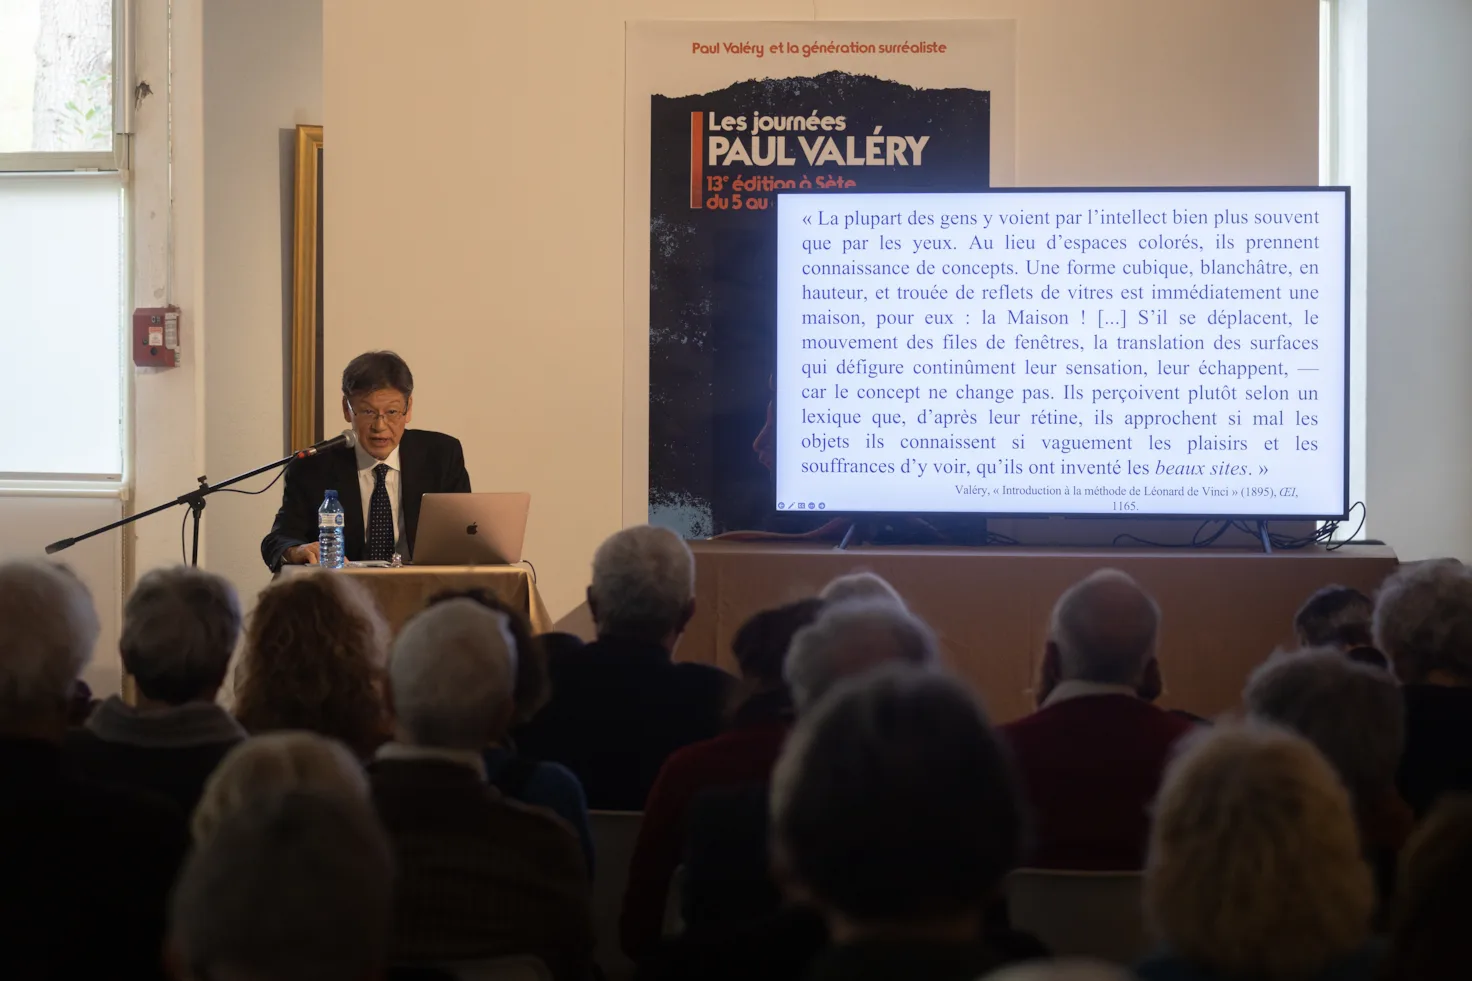 Paul Valéry et la génération surréaliste
Les journées
PAUL VALÉRY
13e édition à Sète
du 5 au
« La plupart des gens y voient par l’intellect bien plus souvent
que par les yeux. Au lieu d’espaces colorés, ils prennent
connaissance de concepts. Une forme cubique, blanchâtre, en
hauteur, et trouée de reflets de vitres est immédiatement une
maison, pour eux : la Maison ! [...] S’il se déplacent, le
mouvement des files de fenêtres, la translation des surfaces
qui défigure continûment leur sensation, leur échappent, —
car le concept ne change pas. Ils perçoivent plutôt selon un
lexique que, d’après leur rétine, ils approchent si mal les
objets ils connaissent si vaguement les plaisirs et les
souffrances d’y voir, qu’ils ont inventé les beaux sites. »
Valéry, « Introduction à la méthode de Léonard de Vinci » (1895), ŒI,
1165.